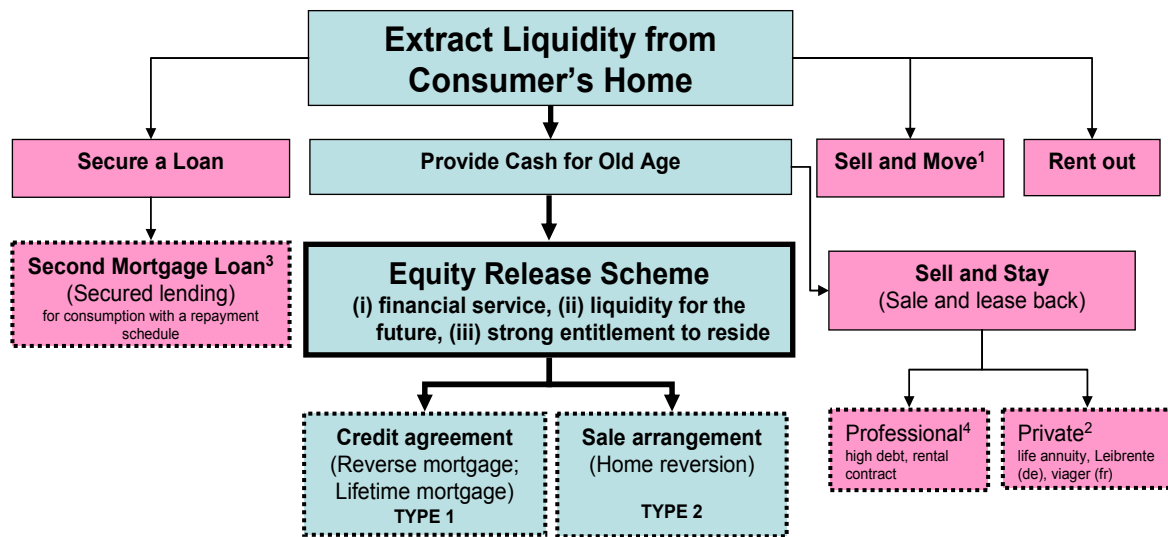 Extract Liquidity from
Consumer's Home
Secure a Loan
Provide Cash for Old Age
Sell and Move¹
Rent out
Second Mortgage Loan³
(Secured lending)
for consumption with a repayment
schedule
Equity Release Scheme
(i) financial service, (ii) liquidity for the
future, (iii) strong entitlement to reside
Sell and Stay
(Sale and lease back)
Credit agreement
(Reverse mortgage;
Lifetime mortgage)
TYPE 1
Sale arrangement
(Home reversion)
TYPE 2
Professional⁴
high debt, rental
contract
Private²
life annuity, Leibrente
(de), viager (fr)